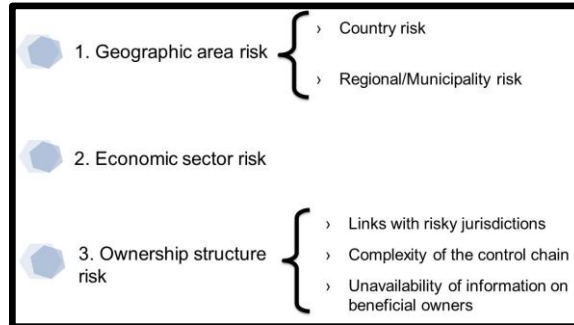 1. Geographic area risk
› Country risk
› Regional/Municipality risk
2. Economic sector risk
3. Ownership structure
risk
› Links with risky jurisdictions
› Complexity of the control chain
› Unavailability of information on
beneficial owners